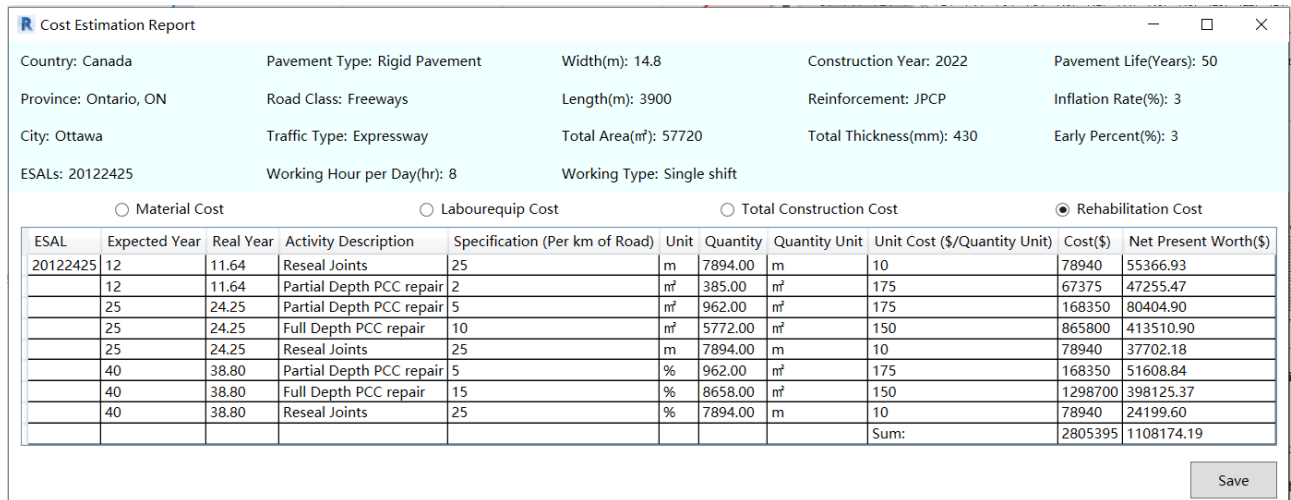 R Cost Estimation Report
Country: Canada Pavement Type: Rigid Pavement Width(m): 14.8 Construction Year: 2022 Pavement Life(Years): 50
Province: Ontario, ON Road Class: Freeways Length(m): 3900 Reinforcement: JPCP Inflation Rate(%): 3
City: Ottawa Traffic Type: Expressway Total Area(㎡): 57720 Total Thickness(mm): 430 Early Percent(%): 3
ESALs: 20122425 Working Hour per Day(hr): 8 Working Type: Single shift
Material Cost Labourequip Cost Total Construction Cost Rehabilitation Cost
ESAL Expected Year Real Year Activity Description Specification (Per km of Road) Unit Quantity Quantity Unit Unit Cost ($/Quantity Unit) Cost($) Net Present Worth($)
20122425 12 11.64 Reseal Joints 25 m 7894.00 m 10 78940 55366.93
12 11.64 Partial Depth PCC repair 2 ㎡ 385.00 ㎡ 175 67375 47255.47
25 24.25 Partial Depth PCC repair 5 ㎡ 962.00 ㎡ 175 168350 80404.90
25 24.25 Full Depth PCC repair 10 ㎡ 5772.00 ㎡ 150 865800 413510.90
25 24.25 Reseal Joints 25 m 7894.00 m 10 78940 37702.18
40 38.80 Partial Depth PCC repair 5 % 962.00 ㎡ 175 168350 51608.84
40 38.80 Full Depth PCC repair 15 % 8658.00 ㎡ 150 1298700 398125.37
40 38.80 Reseal Joints 25 % 7894.00 m 10 78940 24199.60
Sum: 2805395 1108174.19
Save